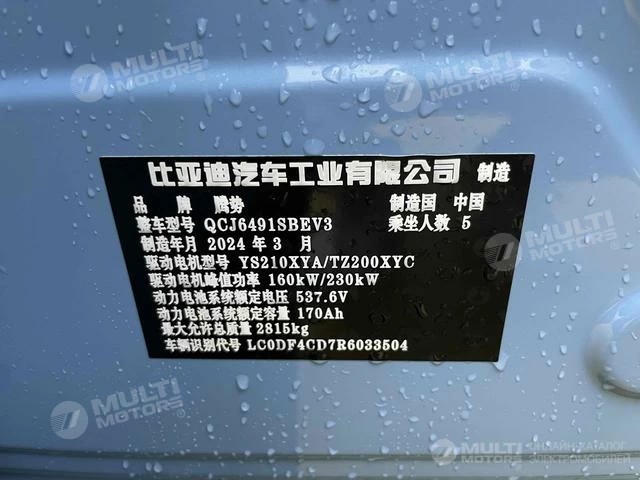 MULTI
MOTORS®
MULTI
MOTORS®
比亚迪汽车工业有限公司 制造
品 牌 腾势 制造国 中国
整车型号 QCJ6491SBEV3 乘坐人数 5
制造年月 2024 年 3 月
驱动电机型号 YS210XYA/TZ200XYC
驱动电机峰值功率 160kW/230kW
动力电池系统额定电压 537.6V
动力电池系统额定容量 170Ah
最大允许总质量 2815kg
车辆识别代号 LC0DF4CD7R6033504
MULTI
MOTORS®
MULTI
MOTORS®
ОНЛАЙН-КАТАЛОГ
ЭЛЕКТРОМОБИЛЕЙ